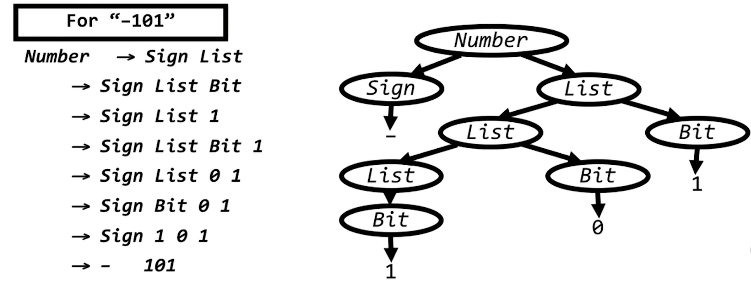 For “–101”
Number → Sign List
→ Sign List Bit
→ Sign List 1
→ Sign List Bit 1
→ Sign List 0 1
→ Sign Bit 0 1
→ Sign 1 0 1
→ – 101
Number
Sign List
–
List Bit
List Bit 1
Bit 0
1